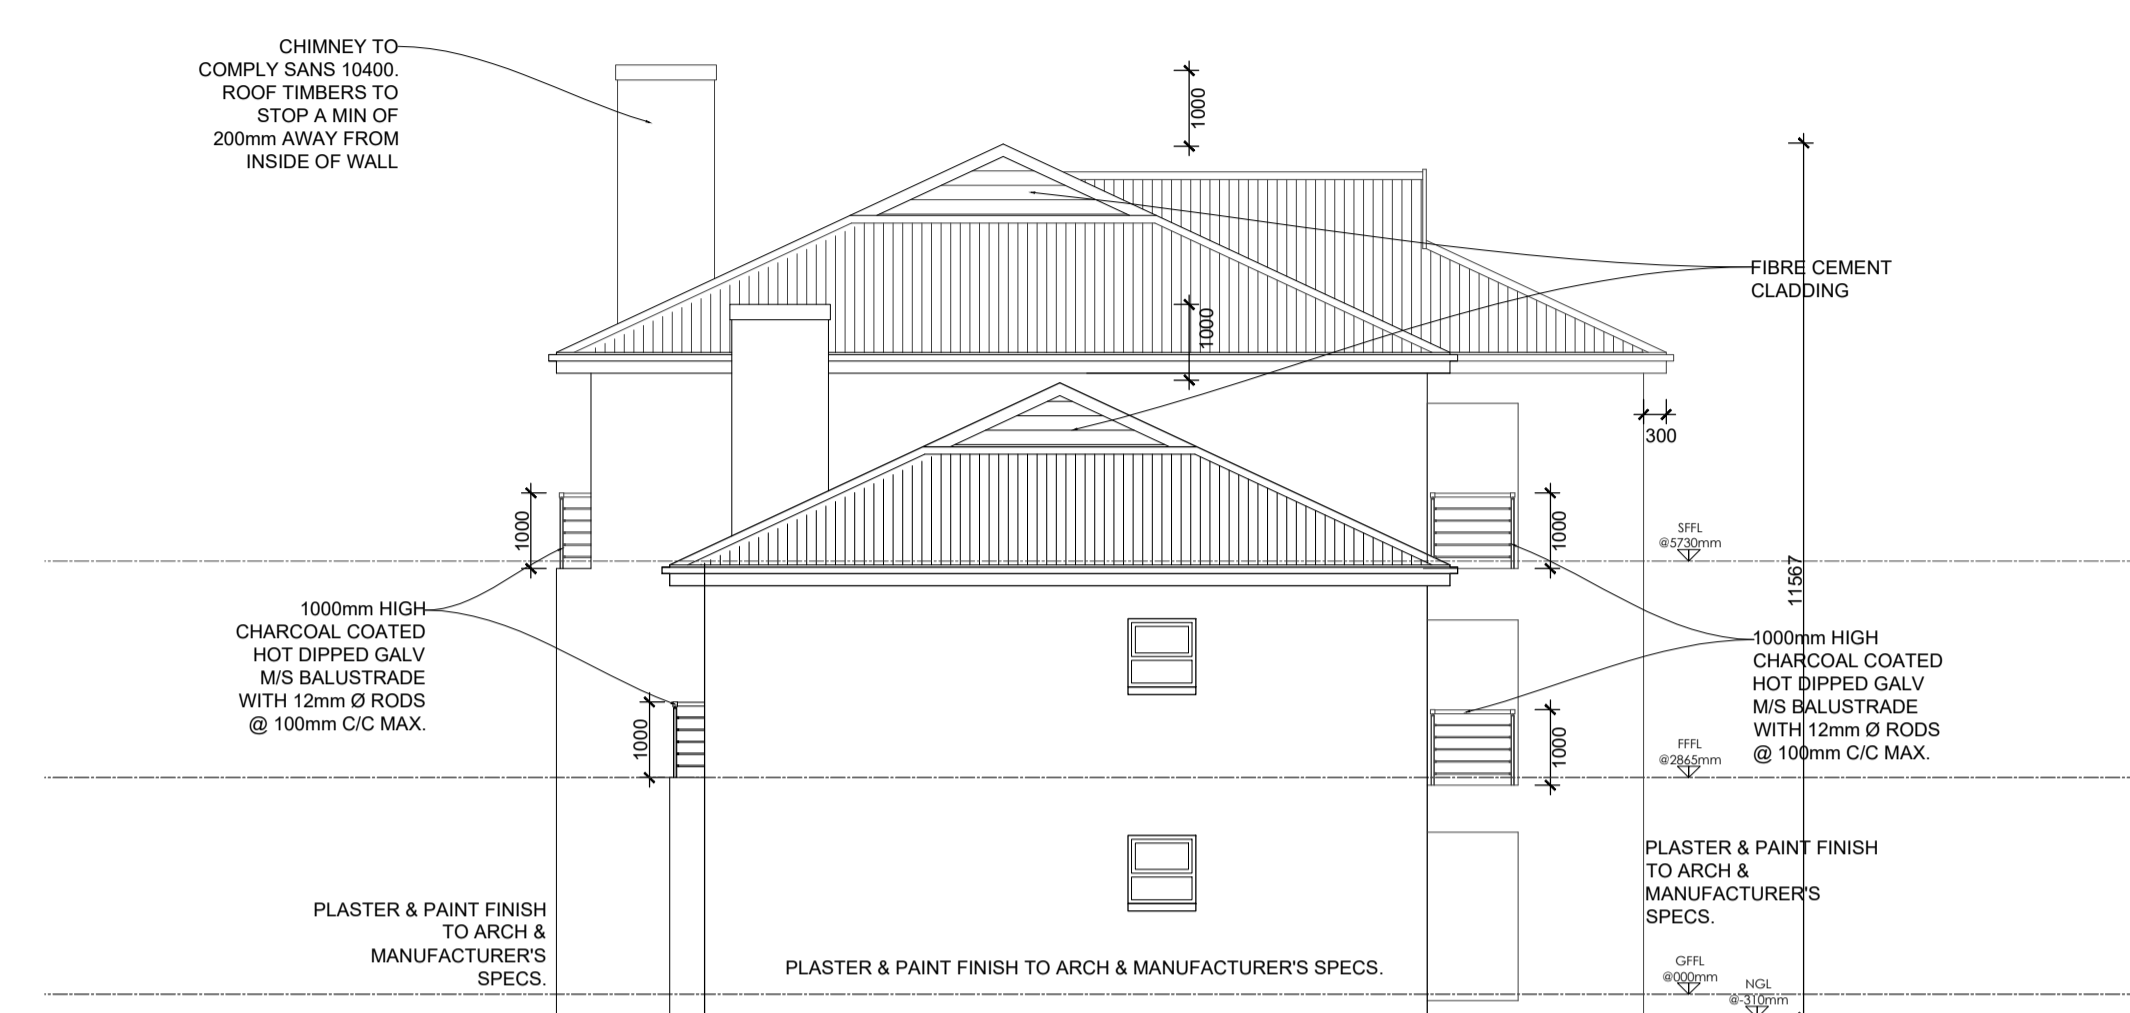 CHIMNEY TO
COMPLY SANS 10400.
ROOF TIMBERS TO
STOP A MIN OF
200mm AWAY FROM
INSIDE OF WALL
1000
FIBRE CEMENT
CLADDING
1000
300
1000
1000
SFFL
@5730mm
11567
1000mm HIGH
CHARCOAL COATED
HOT DIPPED GALV
M/S BALUSTRADE
WITH 12mm Ø RODS
@ 100mm C/C MAX.
1000mm HIGH
CHARCOAL COATED
HOT DIPPED GALV
M/S BALUSTRADE
WITH 12mm Ø RODS
@ 100mm C/C MAX.
1000
1000
FFFL
@2865mm
PLASTER & PAINT FINISH
TO ARCH &
MANUFACTURER'S
SPECS.
PLASTER & PAINT FINISH
TO ARCH &
MANUFACTURER'S
SPECS.
PLASTER & PAINT FINISH TO ARCH & MANUFACTURER'S SPECS.
GFFL
@000mm
NGL
@-310mm